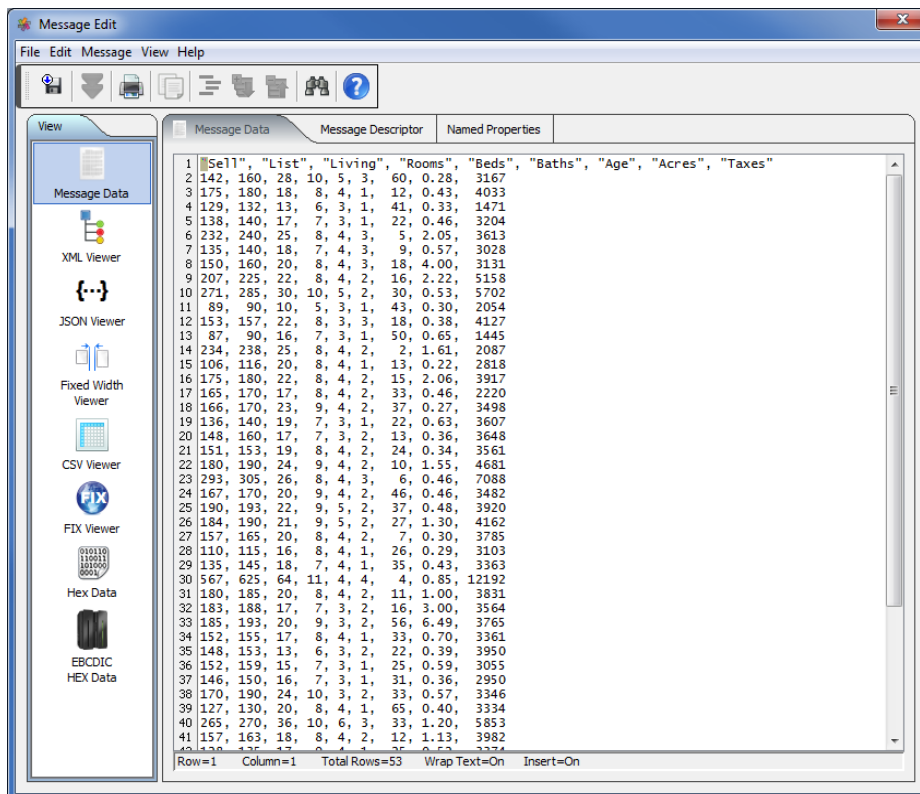 Message Edit
File Edit Message View Help
View
Message Data
XML Viewer
{···}
JSON Viewer
Fixed Width
Viewer
CSV Viewer
FIX
FIX Viewer
010110
110011
101000
0001
Hex Data
EBCDIC
HEX Data
Message Data Message Descriptor Named Properties
1 "Sell", "List", "Living", "Rooms", "Beds", "Baths", "Age", "Acres", "Taxes"
2 142, 160, 28, 10, 5, 3, 60, 0.28, 3167
3 175, 180, 18, 8, 4, 1, 12, 0.43, 4033
4 129, 132, 13, 6, 3, 1, 41, 0.33, 1471
5 138, 140, 17, 7, 3, 1, 22, 0.46, 3204
6 232, 240, 25, 8, 4, 3, 5, 2.05, 3613
7 135, 140, 18, 7, 4, 3, 9, 0.57, 3028
8 150, 160, 20, 8, 4, 3, 18, 4.00, 3131
9 207, 225, 22, 8, 4, 2, 16, 2.22, 5158
10 271, 285, 30, 10, 5, 2, 30, 0.53, 5702
11 89, 90, 10, 5, 3, 1, 43, 0.30, 2054
12 153, 157, 22, 8, 3, 3, 18, 0.38, 4127
13 87, 90, 16, 7, 3, 1, 50, 0.65, 1445
14 234, 238, 25, 8, 4, 2, 2, 1.61, 2087
15 106, 116, 20, 8, 4, 1, 13, 0.22, 2818
16 175, 180, 22, 8, 4, 2, 15, 2.06, 3917
17 165, 170, 17, 8, 4, 2, 33, 0.46, 2220
18 166, 170, 23, 9, 4, 2, 37, 0.27, 3498
19 136, 140, 19, 7, 3, 1, 22, 0.63, 3607
20 148, 160, 17, 7, 3, 2, 13, 0.36, 3648
21 151, 153, 19, 8, 4, 2, 24, 0.34, 3561
22 180, 190, 24, 9, 4, 2, 10, 1.55, 4681
23 293, 305, 26, 8, 4, 3, 6, 0.46, 7088
24 167, 170, 20, 9, 4, 2, 46, 0.46, 3482
25 190, 193, 22, 9, 5, 2, 37, 0.48, 3920
26 184, 190, 21, 9, 5, 2, 27, 1.30, 4162
27 157, 165, 20, 8, 4, 2, 7, 0.30, 3785
28 110, 115, 16, 8, 4, 1, 26, 0.29, 3103
29 135, 145, 18, 7, 4, 1, 35, 0.43, 3363
30 567, 625, 64, 11, 4, 4, 4, 0.85, 12192
31 180, 185, 20, 8, 4, 2, 11, 1.00, 3831
32 183, 188, 17, 7, 3, 2, 16, 3.00, 3564
33 185, 193, 20, 9, 3, 2, 56, 6.49, 3765
34 152, 155, 17, 8, 4, 1, 33, 0.70, 3361
35 148, 153, 13, 6, 3, 2, 22, 0.39, 3950
36 152, 159, 15, 7, 3, 1, 25, 0.59, 3055
37 146, 150, 16, 7, 3, 1, 31, 0.36, 2950
38 170, 190, 24, 10, 3, 2, 33, 0.57, 3346
39 127, 130, 20, 8, 4, 1, 65, 0.40, 3334
40 265, 270, 36, 10, 6, 3, 33, 1.20, 5853
41 157, 163, 18, 8, 4, 2, 12, 1.13, 3982
Row=1 Column=1 Total Rows=53 Wrap Text=On Insert=On